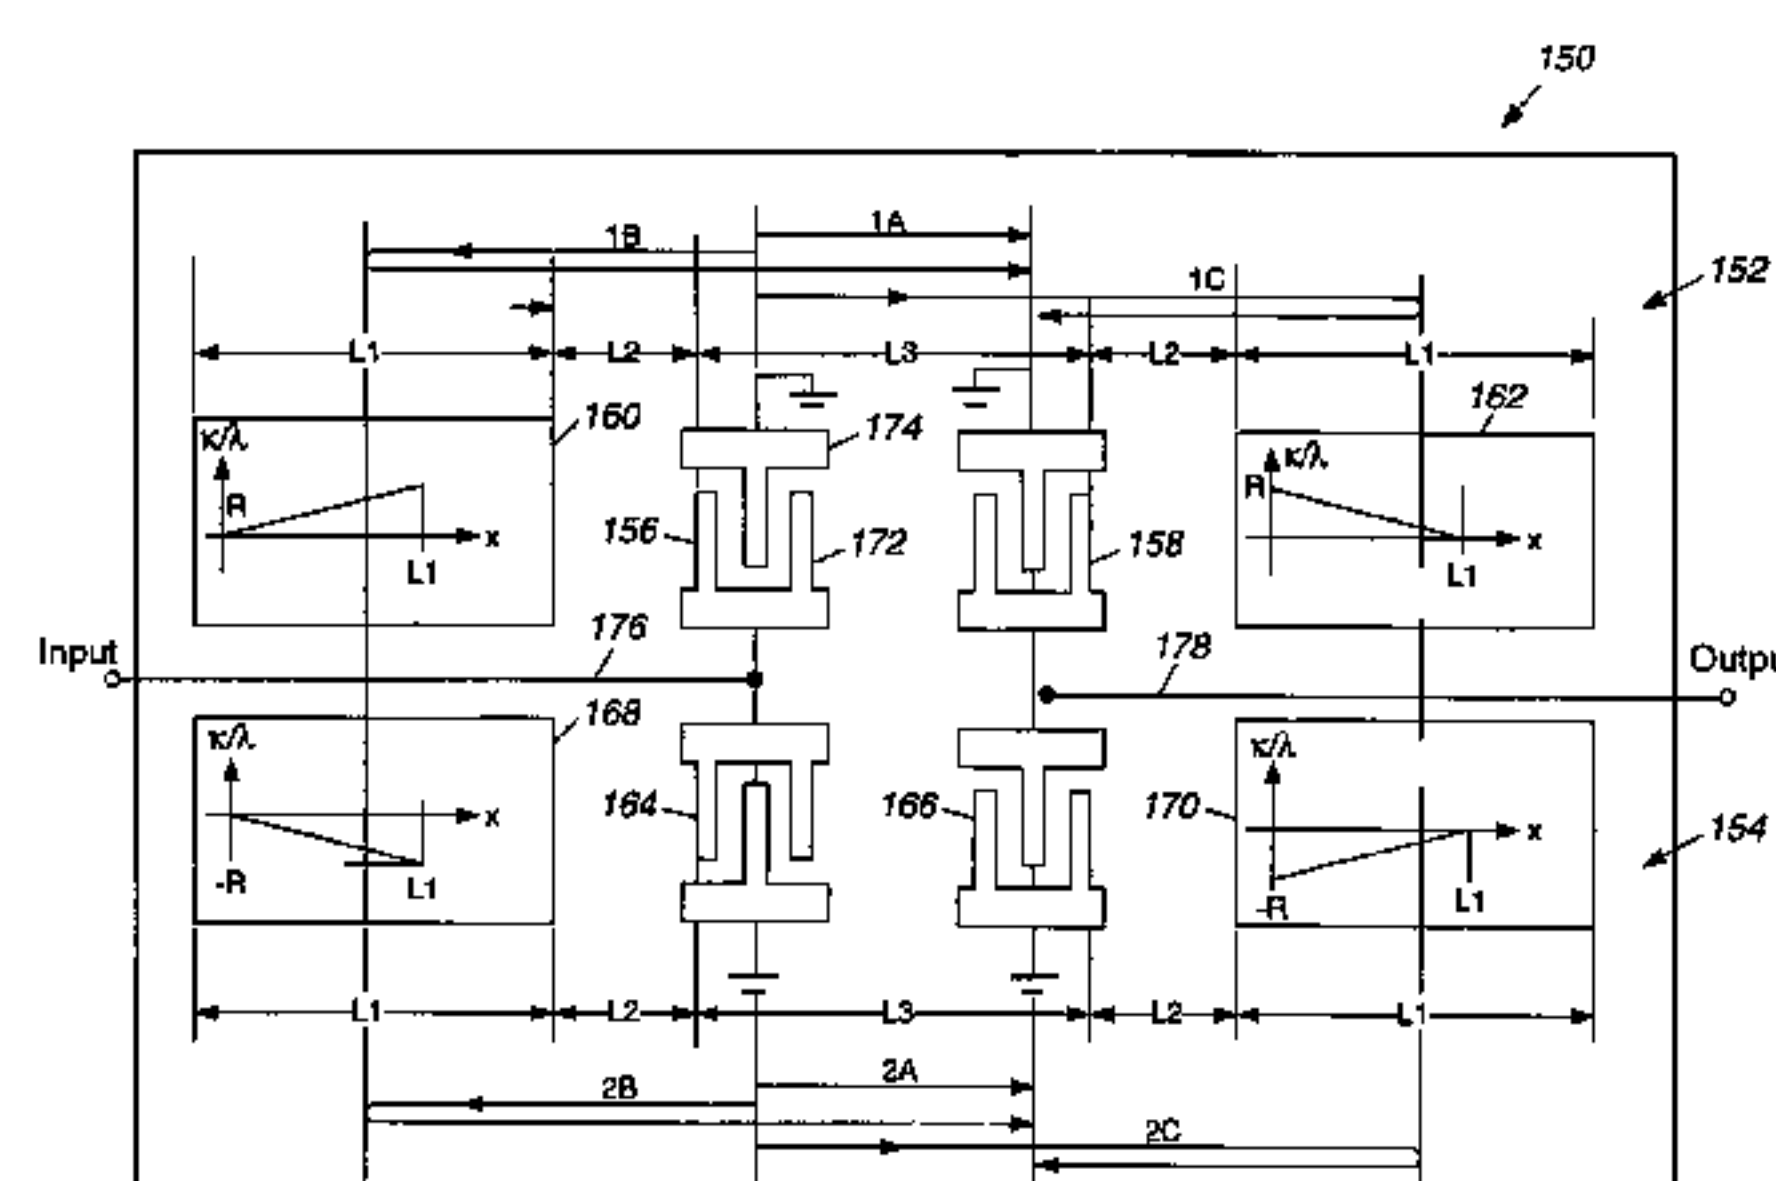 150
1A
1B
1C
152
L1 L2 L3 L2 L1
160
174
162
κ/λ
R
x
L1
156
172
158
κ/λ
R
x
L1
Input
176
178
Outpu
168
κ/λ
x
-R
L1
164
166
170
κ/λ
x
-R
L1
154
L1 L2 L3 L2 L1
2A
2B
2C